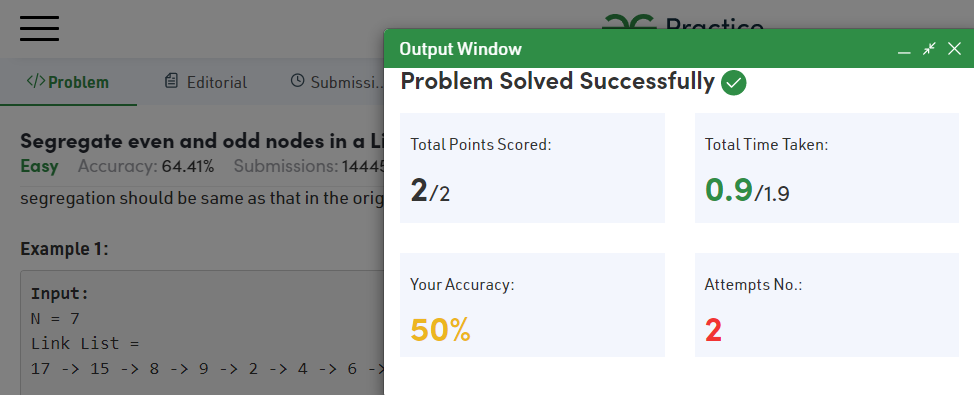 Practice
</>Problem
Editorial
Submissi..
Segregate even and odd nodes in a Li
Easy Accuracy: 64.41% Submissions: 14445
segregation should be same as that in the orig
Example 1:
Input:
N = 7
Link List =
17 -> 15 -> 8 -> 9 -> 2 -> 4 -> 6 ->
Output Window
Problem Solved Successfully
Total Points Scored:
2/2
Total Time Taken:
0.9/1.9
Your Accuracy:
50%
Attempts No.:
2